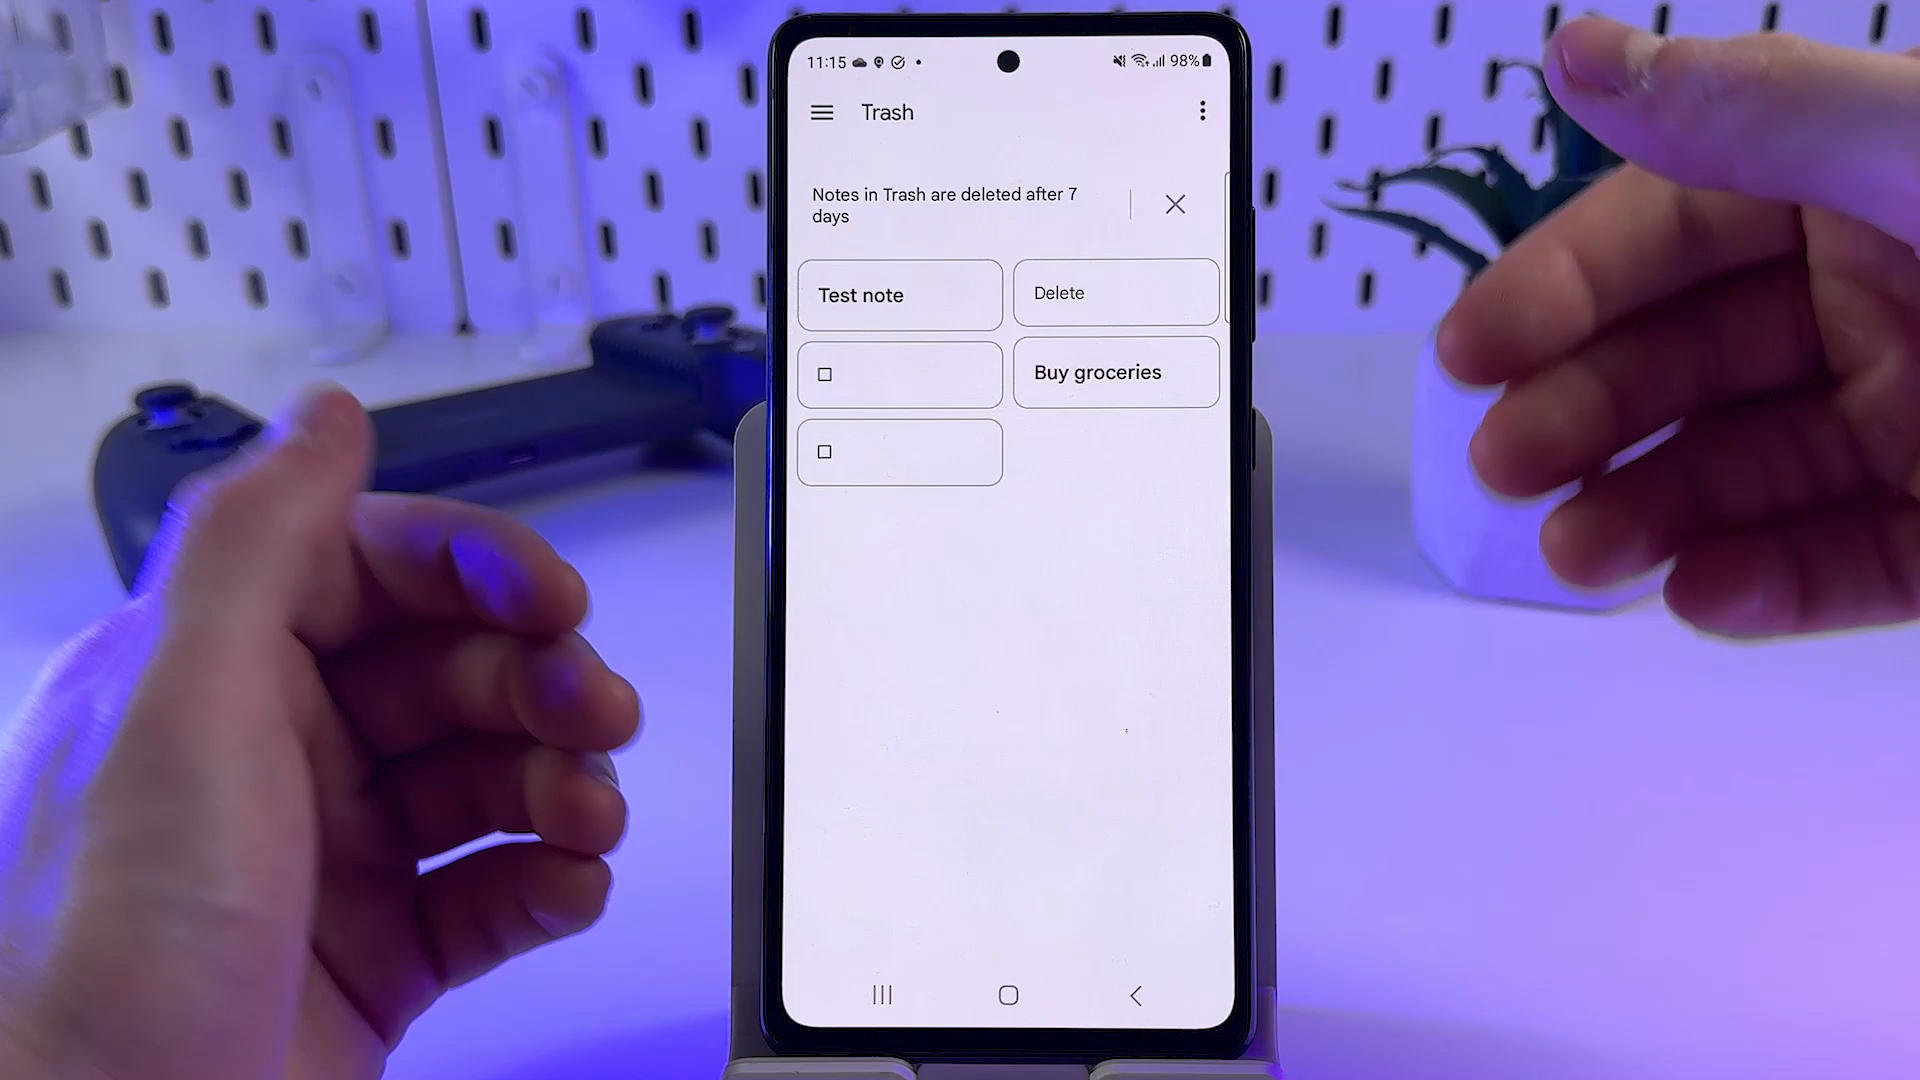 11:15
98%
Trash
Notes in Trash are deleted after 7
days
Test note
Delete
Buy groceries